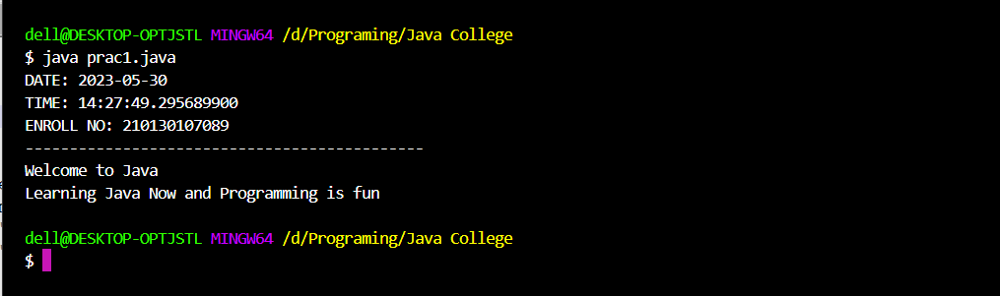 dell@DESKTOP-OPTJSTL MINGW64 /d/Programing/Java College
$ java prac1.java
DATE: 2023-05-30
TIME: 14:27:49.295689900
ENROLL NO: 210130107089
---------------------------------------------
Welcome to Java
Learning Java Now and Programming is fun
dell@DESKTOP-OPTJSTL MINGW64 /d/Programing/Java College
$